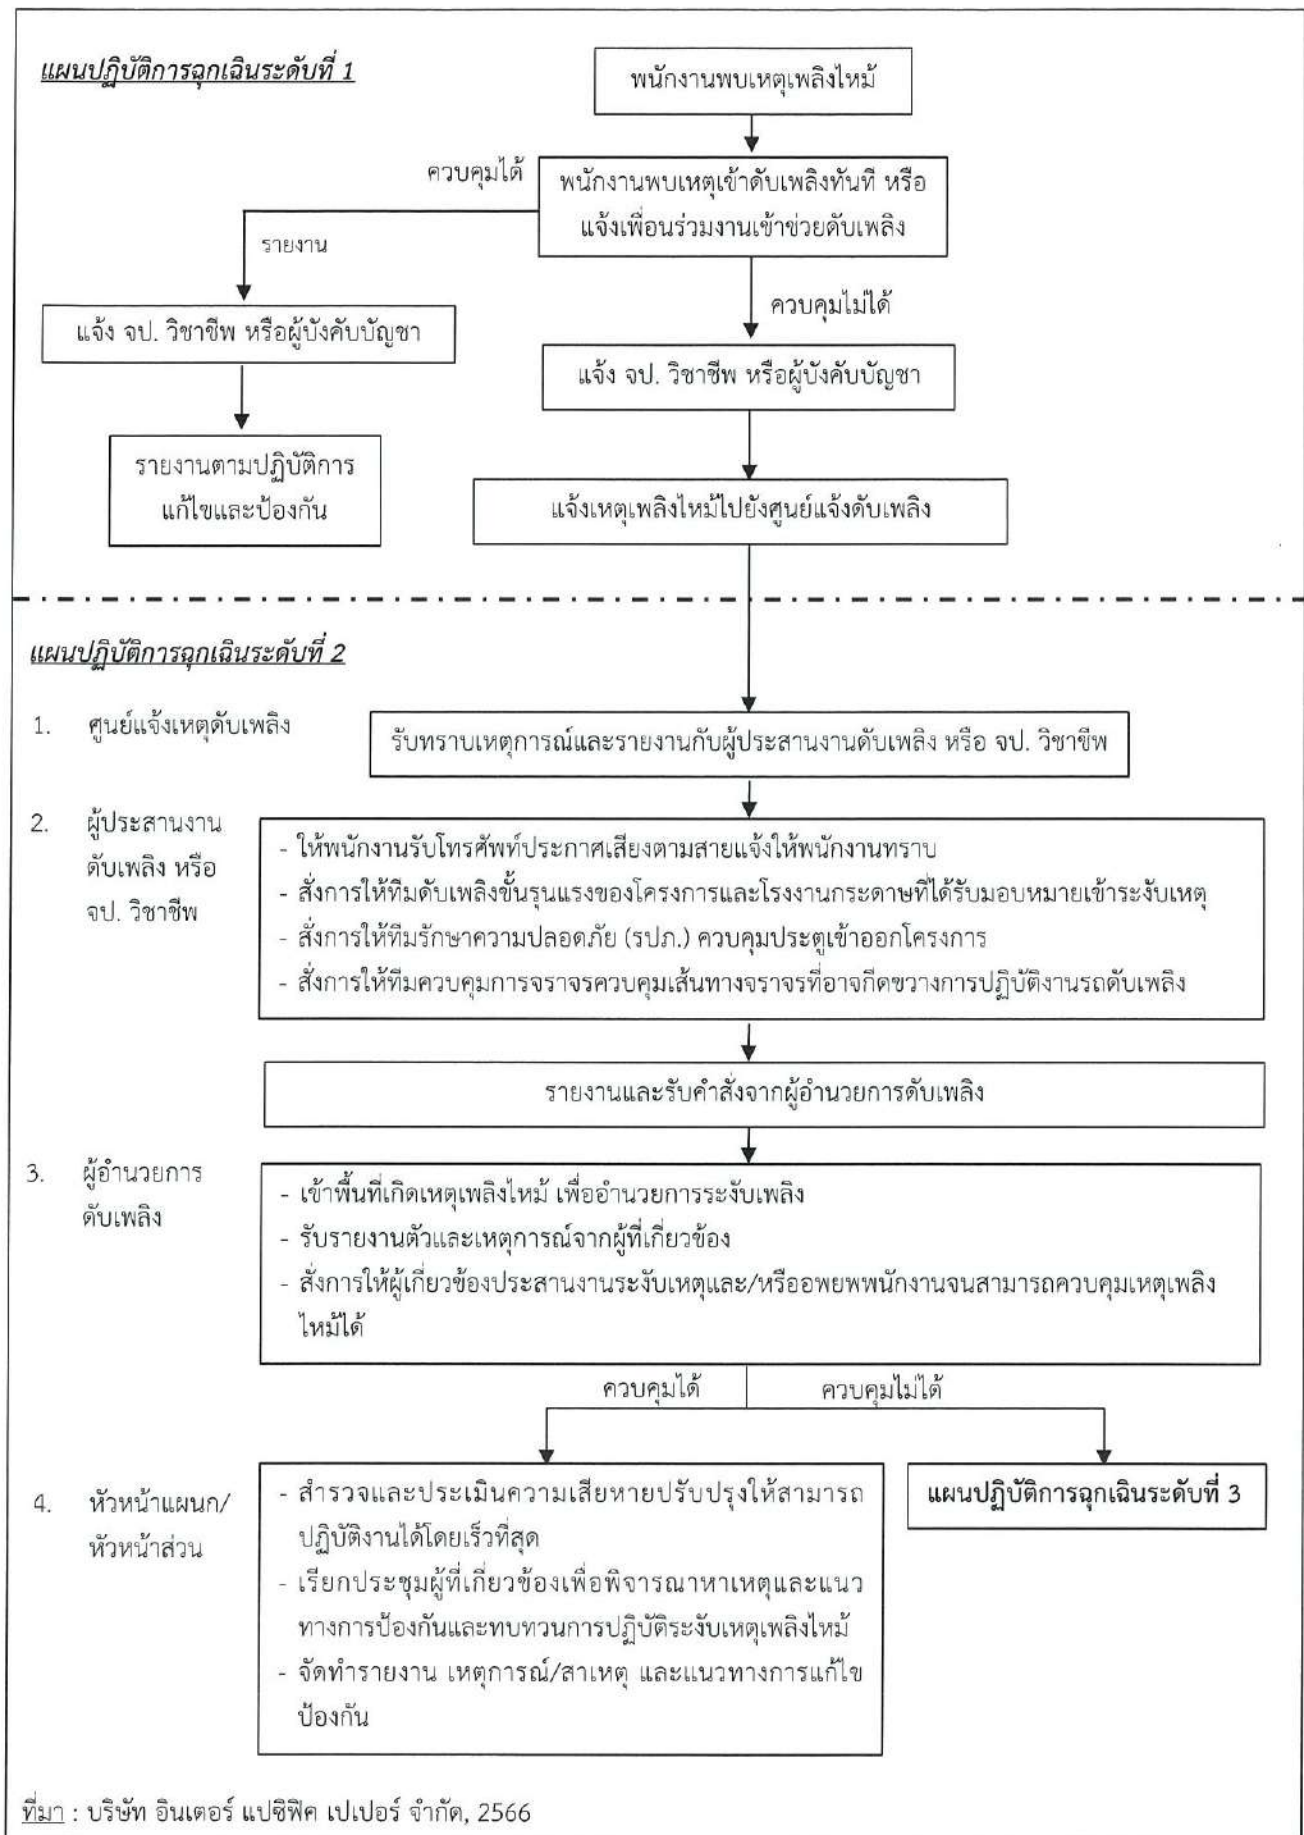 แผนปฏิบัติการฉุกเฉินระดับที่ 1
พนักงานพบเหตุเพลิงไหม้
ควบคุมได้
พนักงานพบเหตุเข้าดับเพลิงทันที หรือ
แจ้งเพื่อนร่วมงานเข้าช่วยดับเพลิง
รายงาน
ควบคุมไม่ได้
แจ้ง จป. วิชาชีพ หรือผู้บังคับบัญชา
แจ้ง จป. วิชาชีพ หรือผู้บังคับบัญชา
รายงานตามปฏิบัติการ
แก้ไขและป้องกัน
แจ้งเหตุเพลิงไหม้ไปยังศูนย์แจ้งดับเพลิง
แผนปฏิบัติการฉุกเฉินระดับที่ 2
1. ศูนย์แจ้งเหตุดับเพลิง
รับทราบเหตุการณ์และรายงานกับผู้ประสานงานดับเพลิง หรือ จป. วิชาชีพ
2. ผู้ประสานงาน
ดับเพลิง หรือ
จป. วิชาชีพ
- ให้พนักงานรับโทรศัพท์ประกาศเสียงตามสายแจ้งให้พนักงานทราบ
- สั่งการให้ทีมดับเพลิงขั้นรุนแรงของโครงการและโรงงานกระดาษที่ได้รับมอบหมายเข้าระงับเหตุ
- สั่งการให้ทีมรักษาความปลอดภัย (รปภ.) ควบคุมประตูเข้าออกโครงการ
- สั่งการให้ทีมควบคุมการจราจรควบคุมเส้นทางจราจรที่อาจกีดขวางการปฏิบัติงานรถดับเพลิง
รายงานและรับคำสั่งจากผู้อำนวยการดับเพลิง
3. ผู้อำนวยการ
ดับเพลิง
- เข้าพื้นที่เกิดเหตุเพลิงไหม้ เพื่ออำนวยการระงับเพลิง
- รับรายงานตัวและเหตุการณ์จากผู้ที่เกี่ยวข้อง
- สั่งการให้ผู้เกี่ยวข้องประสานงานระงับเหตุและ/หรืออพยพพนักงานจนสามารถควบคุมเหตุเพลิง
ไหม้ได้
ควบคุมได้
ควบคุมไม่ได้
4. หัวหน้าแผนก/
หัวหน้าส่วน
- สำรวจและประเมินความเสียหายปรับปรุงให้สามารถ
ปฏิบัติงานได้โดยเร็วที่สุด
- เรียกประชุมผู้ที่เกี่ยวข้องเพื่อพิจารณาหาเหตุและแนว
ทางการป้องกันและทบทวนการปฏิบัติระงับเหตุเพลิงไหม้
- จัดทำรายงาน เหตุการณ์/สาเหตุ และแนวทางการแก้ไข
ป้องกัน
แผนปฏิบัติการฉุกเฉินระดับที่ 3
ที่มา : บริษัท อินเตอร์ แปซิฟิค เปเปอร์ จำกัด, 2566